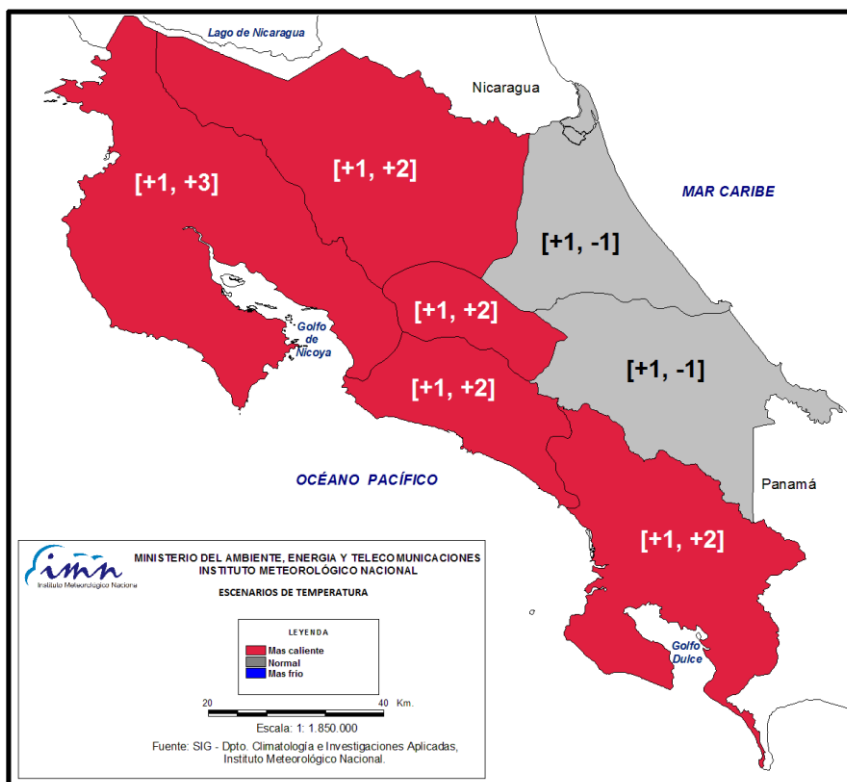 Lago de Nicaragua
Nicaragua
MAR CARIBE
[+1, +3]
[+1, +2]
[+1, -1]
[+1, +2]
Golfo
de
Nicoya
[+1, +2]
[+1, -1]
OCÉANO PACÍFICO
Panamá
[+1, +2]
Golfo
Dulce
imn
Instituto Meteorológico Naciona
MINISTERIO DEL AMBIENTE, ENERGIA Y TELECOMUNICACIONES
INSTITUTO METEOROLÓGICO NACIONAL
ESCENARIOS DE TEMPERATURA
LEYENDA
Mas caliente
Normal
Mas frio
20 40 Km.
Escala: 1: 1.850.000
Fuente: SIG - Dpto. Climatología e Investigaciones Aplicadas,
Instituto Meteorológico Nacional.